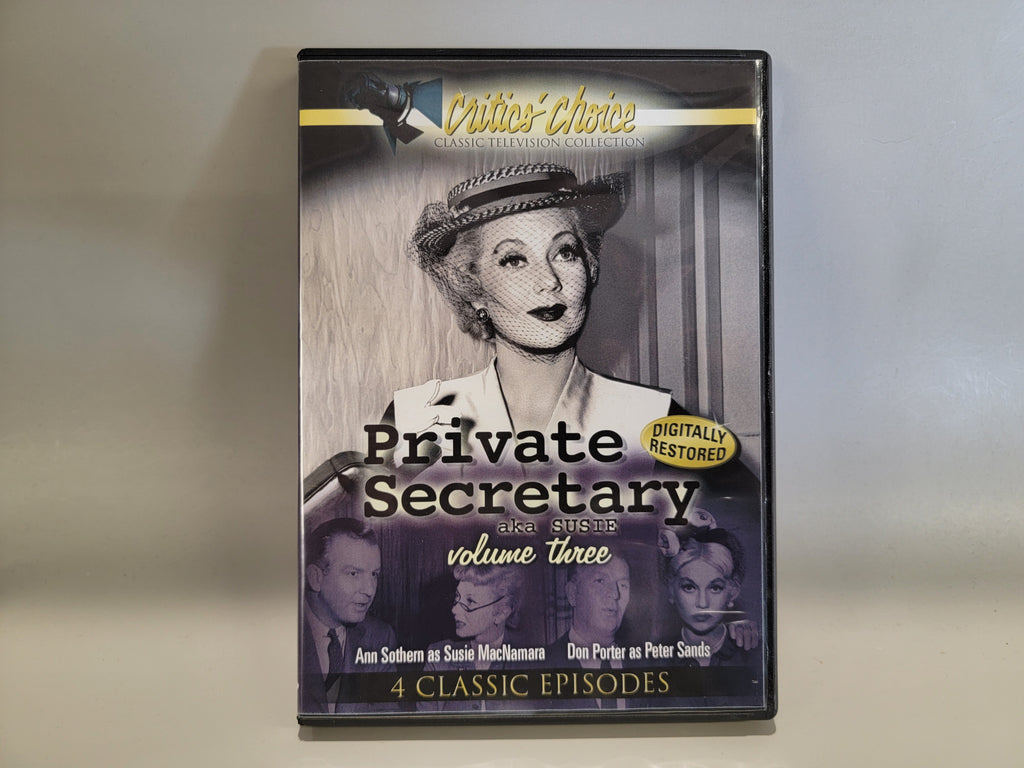 Critics' Choice
CLASSIC TELEVISION COLLECTION
Private
Secretary
DIGITALLY
RESTORED
aka SUSIE
volume three
Ann Sothern as Susie MacNamara Don Porter as Peter Sands
4 CLASSIC EPISODES